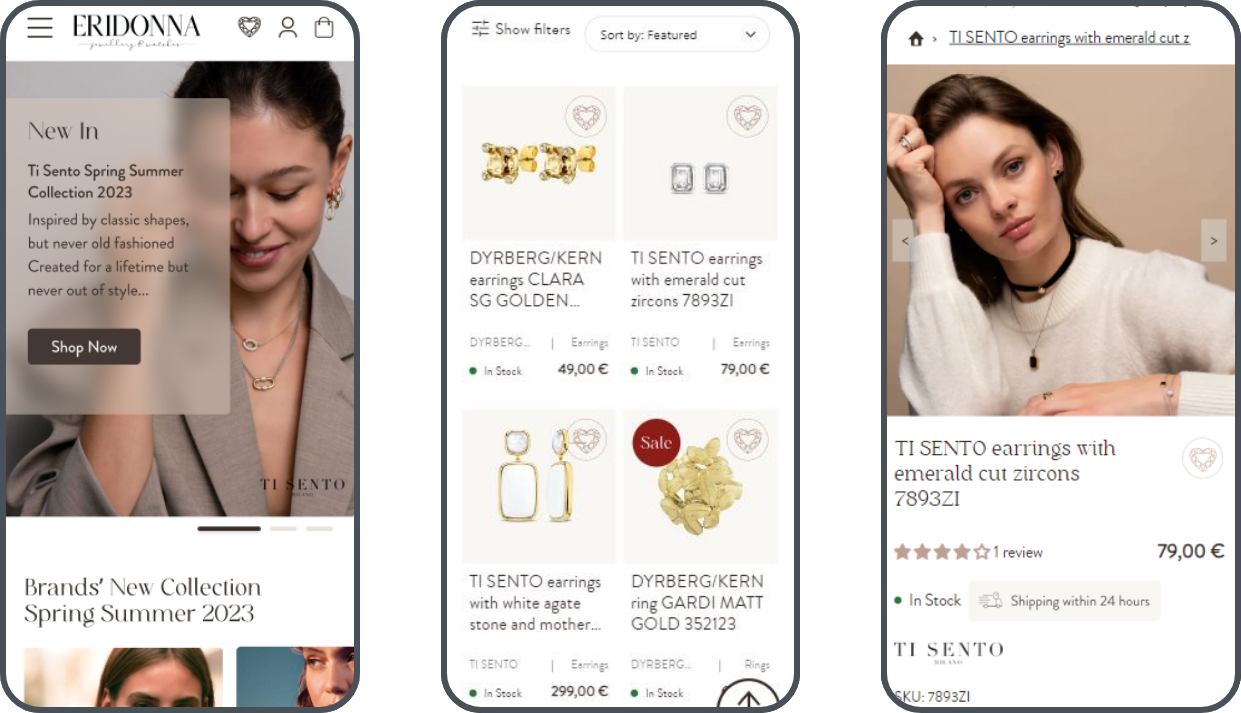 ERIDONNA
jewellery & watches
New In
Ti Sento Spring Summer
Collection 2023
Inspired by classic shapes,
but never old fashioned
Created for a lifetime but
never out of style...
Shop Now
TI SENTO
MILANO
Brands' New Collection
Spring Summer 2023
Show filters
Sort by: Featured
DYRBERG/KERN
earrings CLARA
SG GOLDEN...
DYRBERG... | Earrings
In Stock 49,00 €
TI SENTO earrings
with emerald cut
zircons 7893ZI
TI SENTO | Earrings
In Stock 79,00 €
TI SENTO earrings
with white agate
stone and mother...
TI SENTO | Earrings
In Stock 299,00 €
Sale
DYRBERG/KERN
ring GARDI MATT
GOLD 352123
DYRBERG... | Rings
In Stock
› TI SENTO earrings with emerald cut z
< >
TI SENTO earrings with
emerald cut zircons
7893ZI
1 review 79,00 €
In Stock Shipping within 24 hours
TI SENTO
MILANO
SKU: 7893ZI